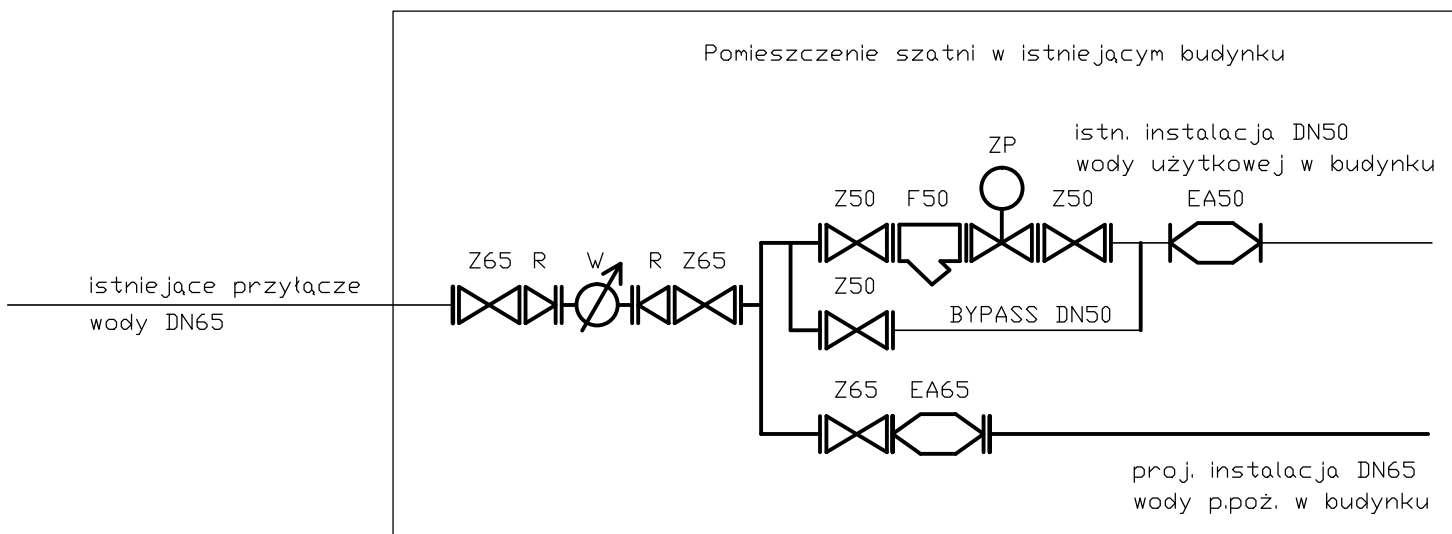 Pomieszczenie szatni w istniejącym budynku
istn. instalacja DN50
wody użytkowej w budynku
ZP
Z50 F50 Z50 EA50
Z65 R W R Z65
istniejące przyłącze
wody DN65
Z50
BYPASS DN50
Z65 EA65
proj. instalacja DN65
wody p.poż. w budynku